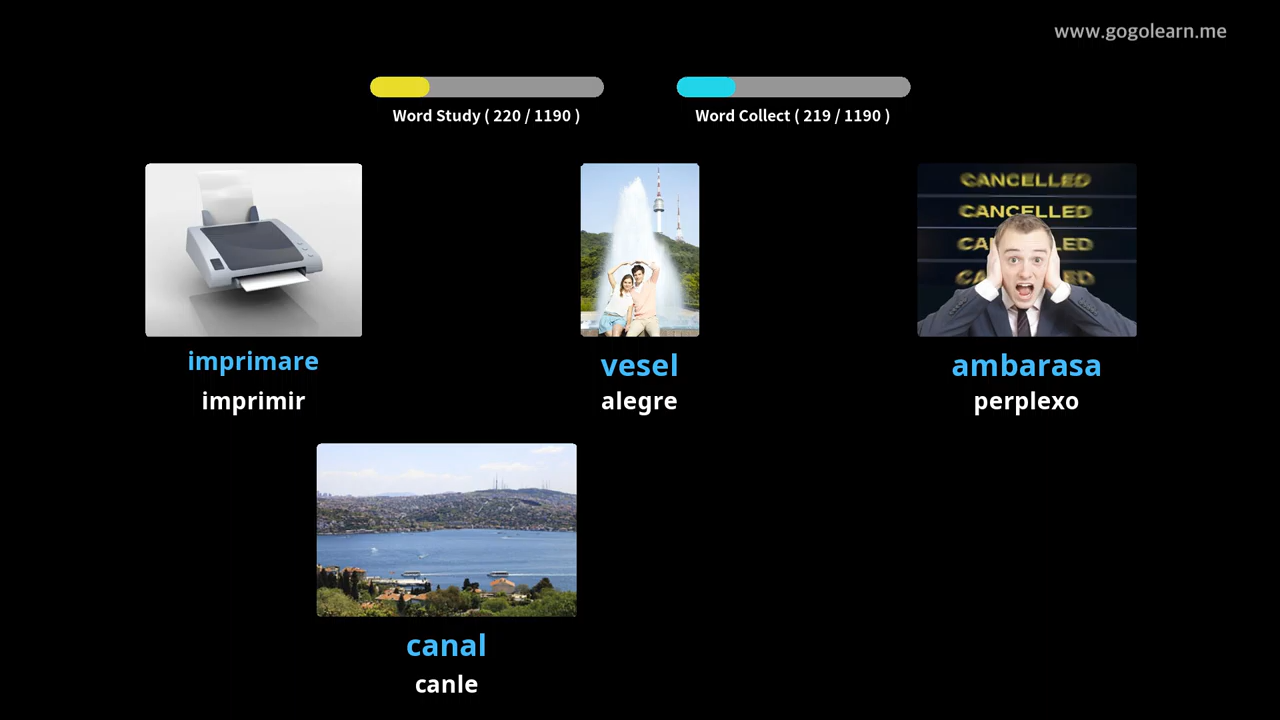 www.gogolearn.me
Word Study ( 220 / 1190 )
Word Collect ( 219 / 1190 )
CANCELLED
CANCELLED
imprimare
imprimir
vesel
alegre
ambarasa
perplexo
canal
canle